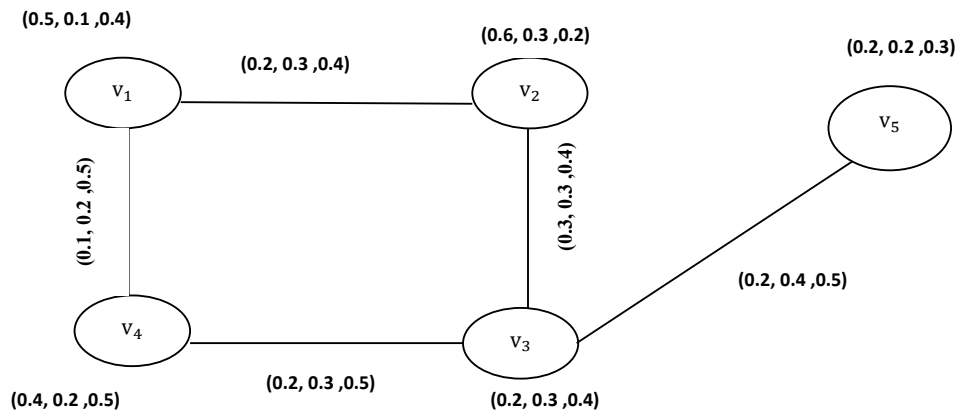 (0.5, 0.1 ,0.4)
(0.6, 0.3 ,0.2)
(0.2, 0.2 ,0.3)
(0.2, 0.3 ,0.4)
v1
v2
v5
(0.1, 0.2 ,0.5)
(0.3, 0.3 ,0.4)
(0.2, 0.4 ,0.5)
v4
v3
(0.2, 0.3 ,0.5)
(0.4, 0.2 ,0.5)
(0.2, 0.3 ,0.4)